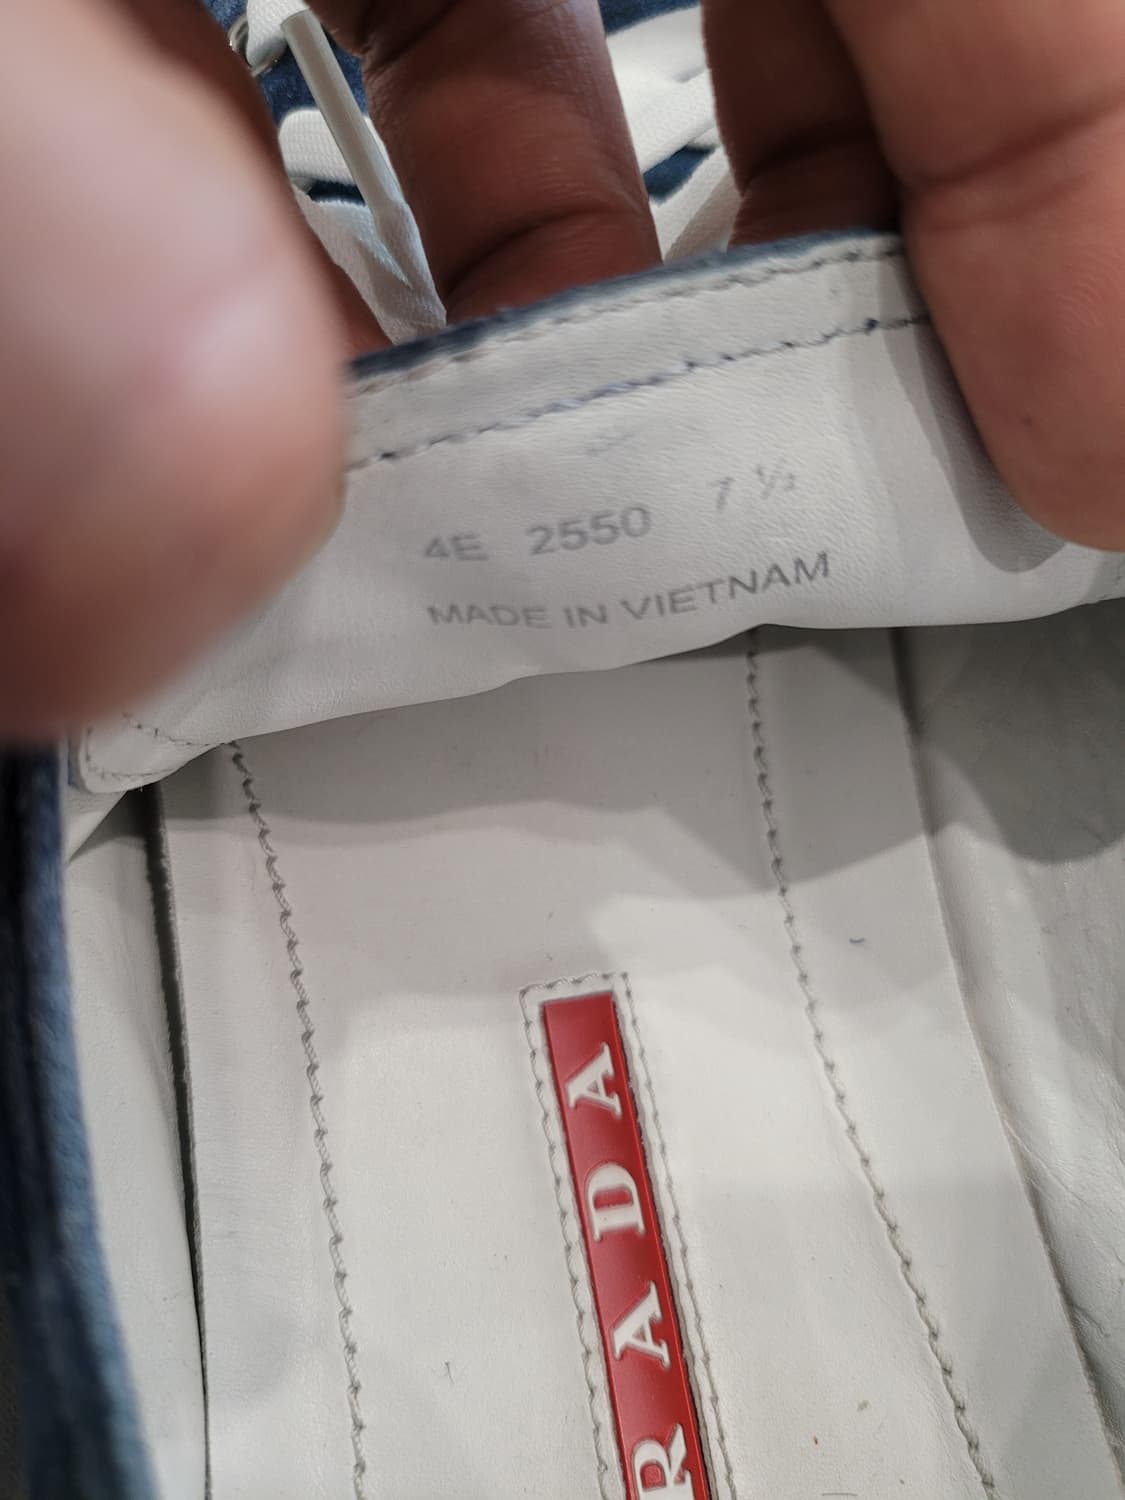 4E 2550 7 ½
MADE IN VIETNAM
RADA